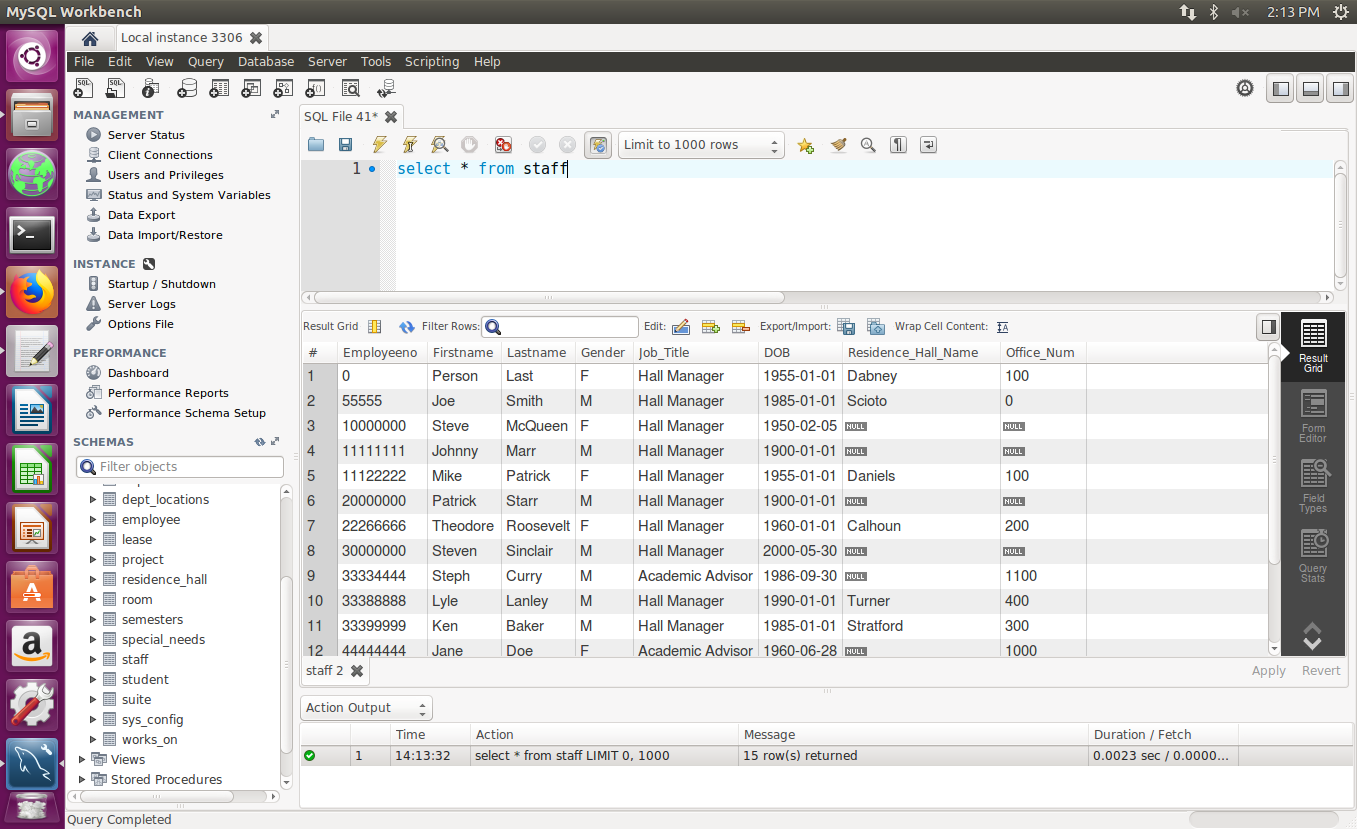 MySQL Workbench
2:13 PM
Local instance 3306
File Edit View Query Database Server Tools Scripting Help
MANAGEMENT
Server Status
Client Connections
Users and Privileges
Status and System Variables
Data Export
Data Import/Restore
INSTANCE
Startup / Shutdown
Server Logs
Options File
PERFORMANCE
Dashboard
Performance Reports
Performance Schema Setup
SCHEMAS
Filter objects
dept_locations
employee
lease
project
residence_hall
room
semesters
special_needs
staff
student
suite
sys_config
works_on
Views
Stored Procedures
SQL File 41*
Limit to 1000 rows
1 select * from staff
Result Grid Filter Rows: Edit: Export/Import: Wrap Cell Content:
# Employeeno Firstname Lastname Gender Job_Title DOB Residence_Hall_Name Office_Num
1 0 Person Last F Hall Manager 1955-01-01 Dabney 100
2 55555 Joe Smith M Hall Manager 1985-01-01 Scioto 0
3 10000000 Steve McQueen F Hall Manager 1950-02-05 NULL NULL
4 11111111 Johnny Marr M Hall Manager 1900-01-01 NULL NULL
5 11122222 Mike Patrick F Hall Manager 1955-01-01 Daniels 100
6 20000000 Patrick Starr M Hall Manager 1900-01-01 NULL NULL
7 22266666 Theodore Roosevelt F Hall Manager 1960-01-01 Calhoun 200
8 30000000 Steven Sinclair M Hall Manager 2000-05-30 NULL NULL
9 33334444 Steph Curry M Academic Advisor 1986-09-30 NULL 1100
10 33388888 Lyle Lanley M Hall Manager 1990-01-01 Turner 400
11 33399999 Ken Baker M Hall Manager 1985-01-01 Stratford 300
12 44444444 Jane Doe F Academic Advisor 1960-06-28 NULL 1000
Result
Grid
Form
Editor
Field
Types
Query
Stats
staff 2
Apply Revert
Action Output
Time Action Message Duration / Fetch
1 14:13:32 select * from staff LIMIT 0, 1000 15 row(s) returned 0.0023 sec / 0.0000...
Query Completed